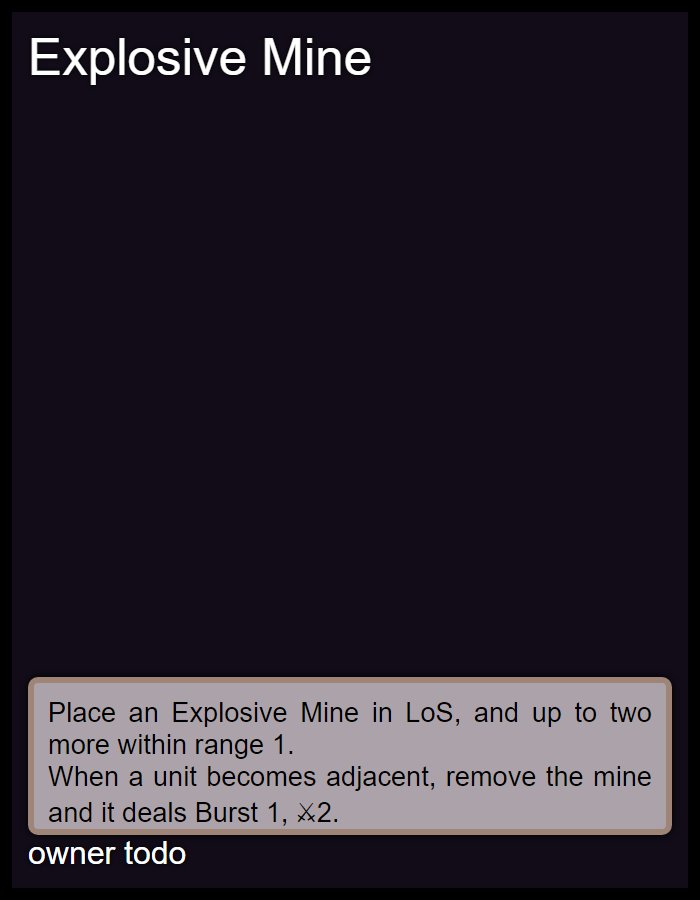 Explosive Mine
Place an Explosive Mine in LoS, and up to two
more within range 1.
When a unit becomes adjacent, remove the mine
and it deals Burst 1, ⚔2.
owner todo